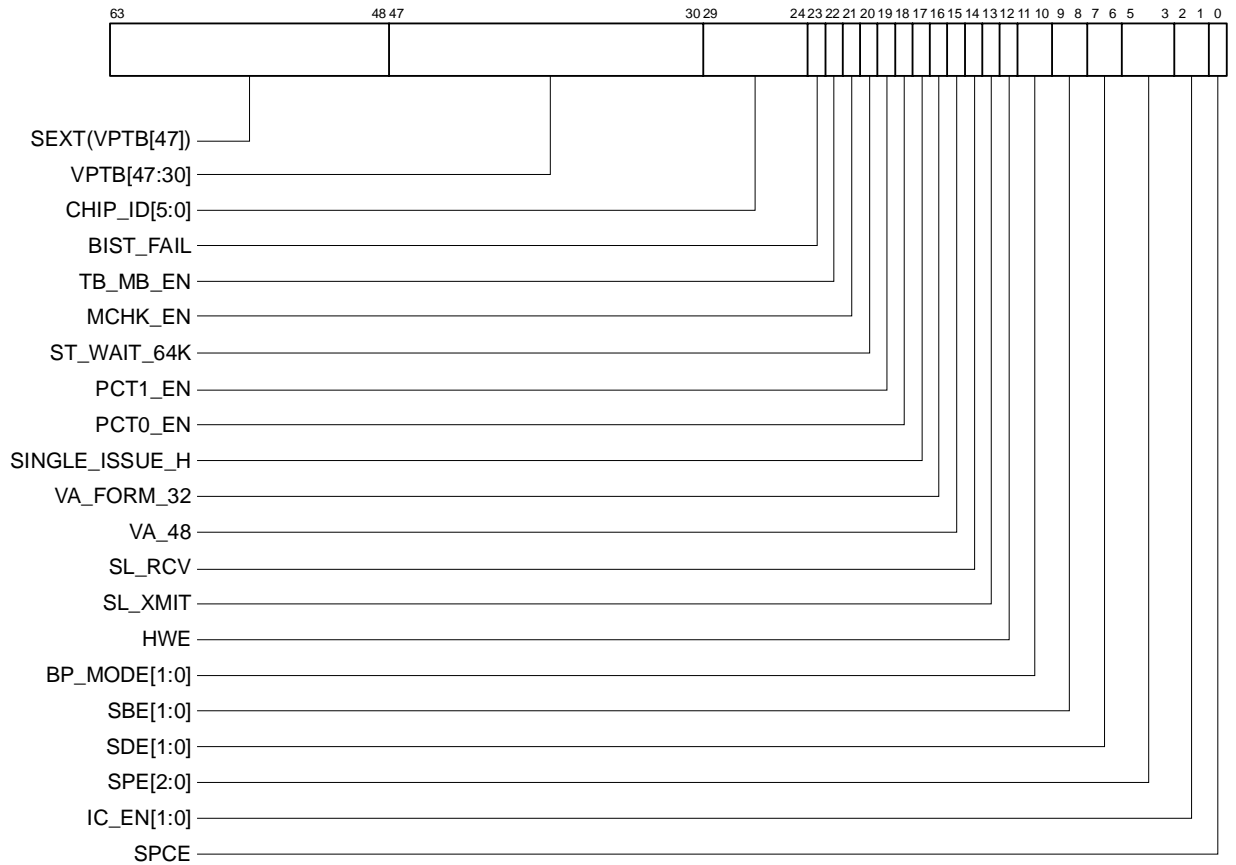 63 48 47 30 29 24 23 22 21 20 19 18 17 16 15 14 13 12 11 10 9 8 7 6 5 3 2 1 0
SEXT(VPTB[47])
VPTB[47:30]
CHIP_ID[5:0]
BIST_FAIL
TB_MB_EN
MCHK_EN
ST_WAIT_64K
PCT1_EN
PCT0_EN
SINGLE_ISSUE_H
VA_FORM_32
VA_48
SL_RCV
SL_XMIT
HWE
BP_MODE[1:0]
SBE[1:0]
SDE[1:0]
SPE[2:0]
IC_EN[1:0]
SPCE